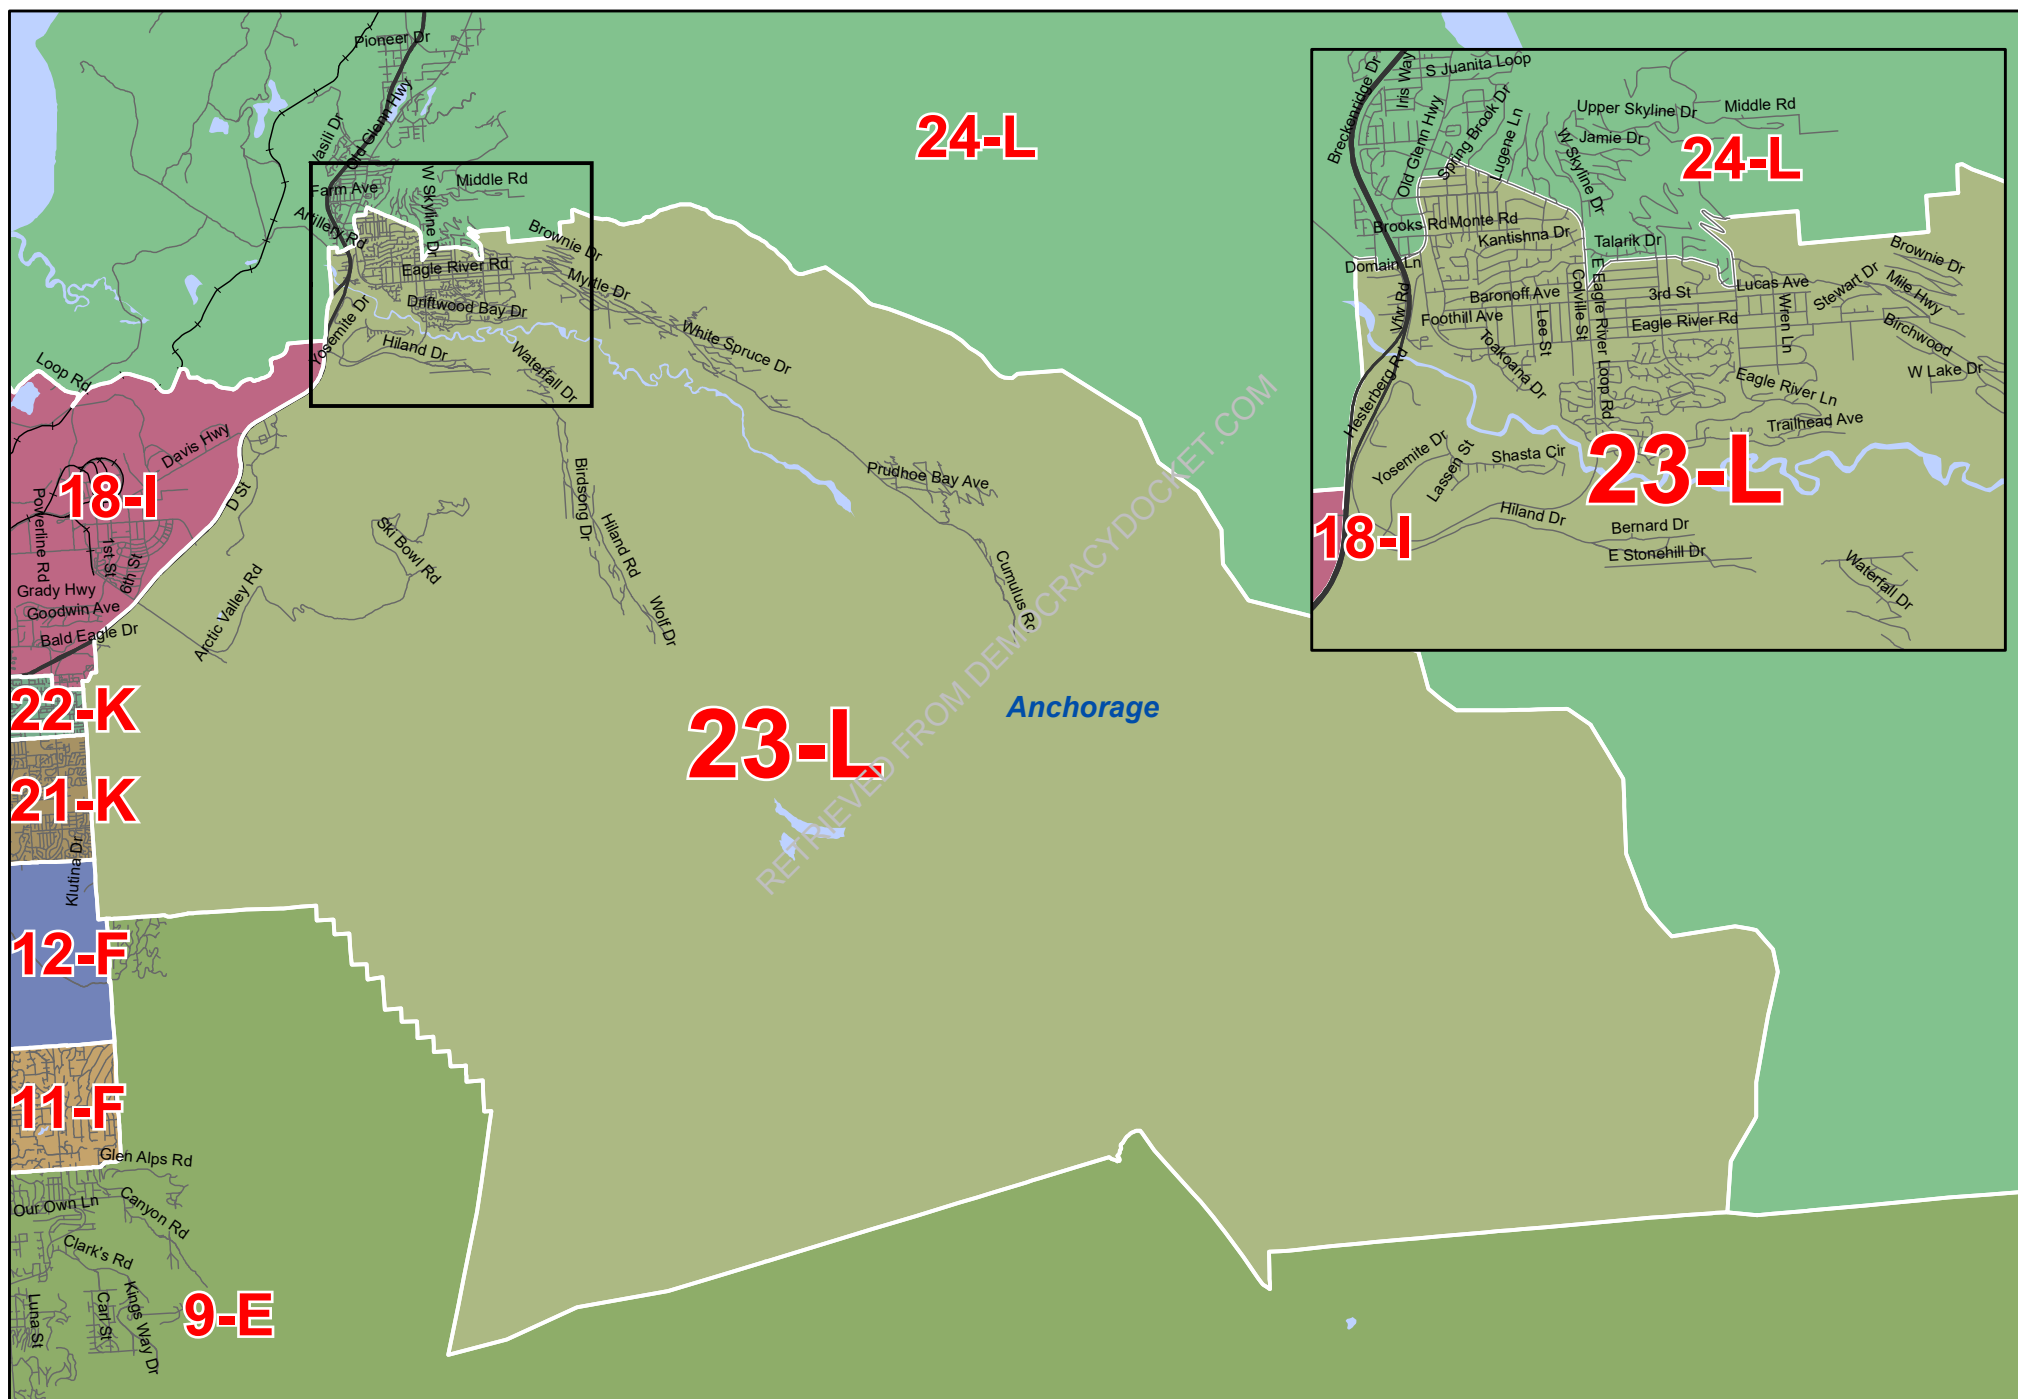 Pioneer Dr
Old Glenn Hwy
Vasili Dr
24-L
Farm Ave
W Skyline Dr
Middle Rd
Artillery Rd
Brownie Dr
Eagle River Rd
Myrtle Dr
Driftwood Bay Dr
Yosemite Dr
White Spruce Dr
Hiland Dr
Waterfall Dr
Loop Rd
Davis Hwy
18-I
Powerline Rd
D St
Prudhoe Bay Ave
Birdsong Dr
Hiland Rd
Ski Bowl Rd
1st St
6th St
Grady Hwy
Goodwin Ave
Arctic Valley Rd
Cumulus Rd
Wolf Dr
Bald Eagle Dr
22-K
Anchorage
23-L
21-K
Klutina Dr
12-F
11-F
Glen Alps Rd
Our Own Ln
Canyon Rd
Clark's Rd
Luna St
Carl St
Kings Way Dr
9-E
RETRIEVED FROM DEMOCRACYDOCKET.COM
Breckenridge Dr
Iris Way
S Juanita Loop
Old Glenn Hwy
Spring Brook Dr
Lugene Ln
Upper Skyline Dr
Middle Rd
Jamie Dr
W Skyline Dr
24-L
Brooks Rd
Monte Rd
Kantishna Dr
Talarik Dr
Domain Ln
Brownie Dr
E Eagle River Loop Rd
Colville St
Baronoff Ave
3rd St
Lucas Ave
Stewart Dr
Mile Hwy
Vfw Rd
Foothill Ave
Lee St
Eagle River Rd
Wren Ln
Birchwood
Toakoana Dr
W Lake Dr
Hesterberg Rd
Eagle River Ln
Trailhead Ave
Yosemite Dr
Lassen St
Shasta Cir
23-L
18-I
Hiland Dr
Bernard Dr
E Stonehill Dr
Waterfall Dr